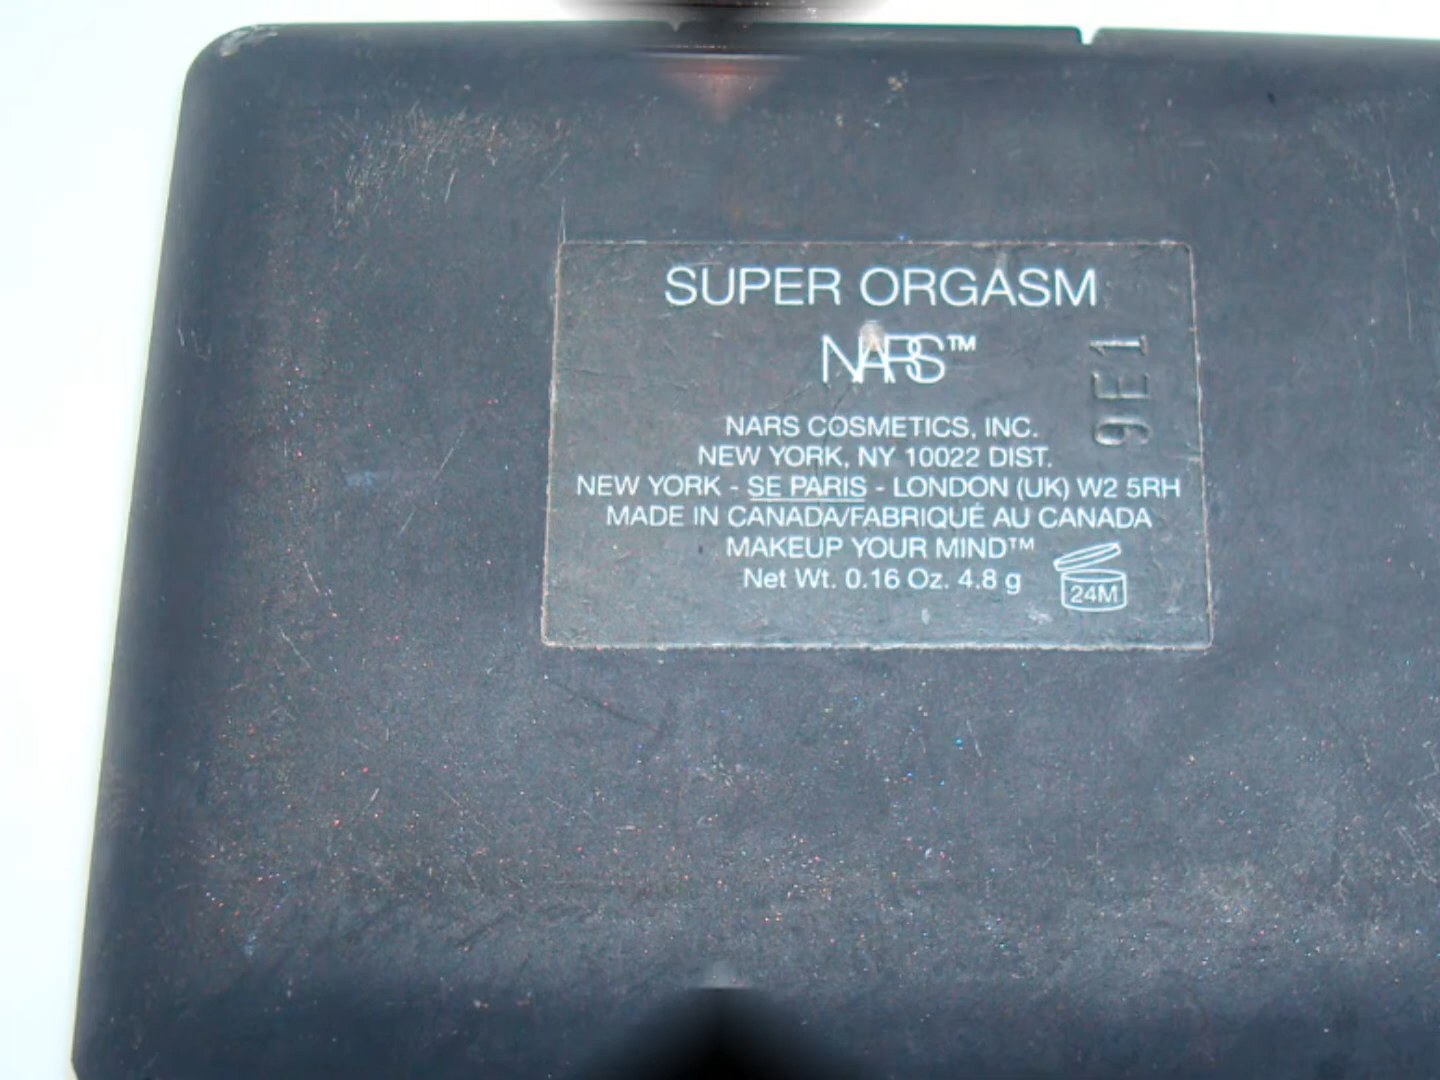 SUPER ORGASM
NARS™
9E1
NARS COSMETICS, INC.
NEW YORK, NY 10022 DIST.
NEW YORK - SE PARIS - LONDON (UK) W2 5RH
MADE IN CANADA/FABRIQUÉ AU CANADA
MAKEUP YOUR MIND™
Net Wt. 0.16 Oz. 4.8 g
24M